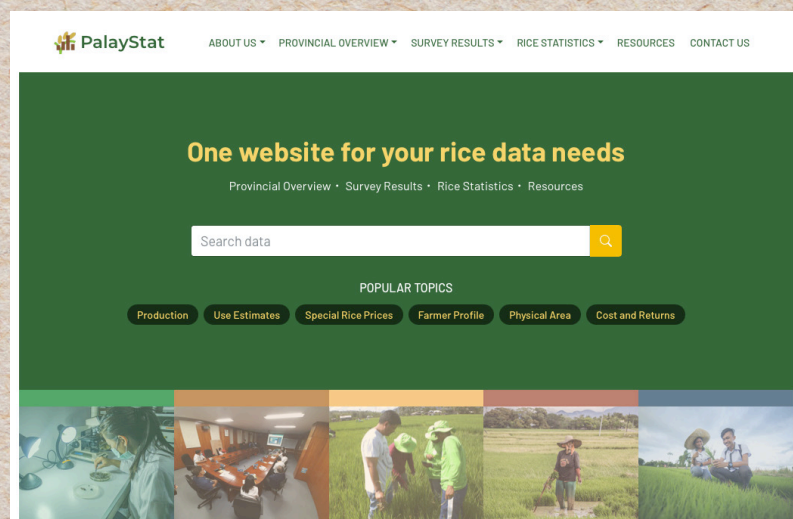 PalayStat
ABOUT US PROVINCIAL OVERVIEW SURVEY RESULTS RICE STATISTICS RESOURCES CONTACT US
One website for your rice data needs
Provincial Overview • Survey Results • Rice Statistics • Resources
Search data
POPULAR TOPICS
Production Use Estimates Special Rice Prices Farmer Profile Physical Area Cost and Returns